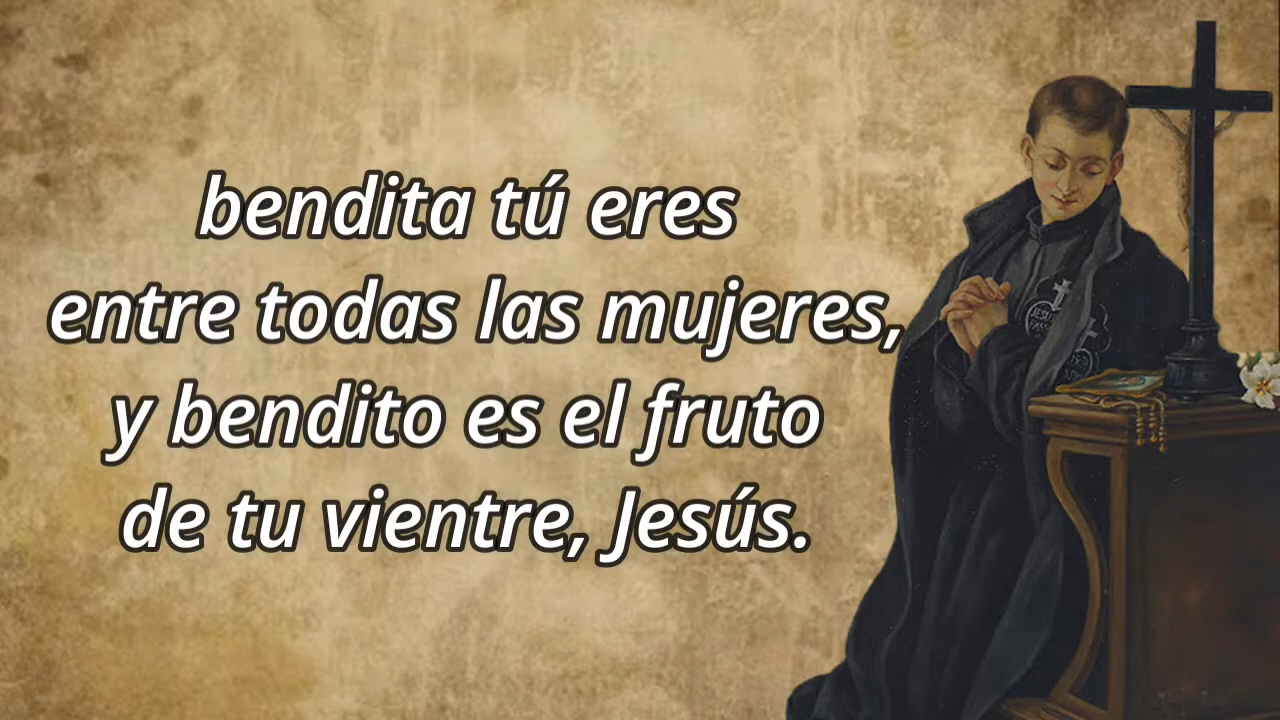 bendita tú eres
entre todas las mujeres,
y bendito es el fruto
de tu vientre, Jesús.